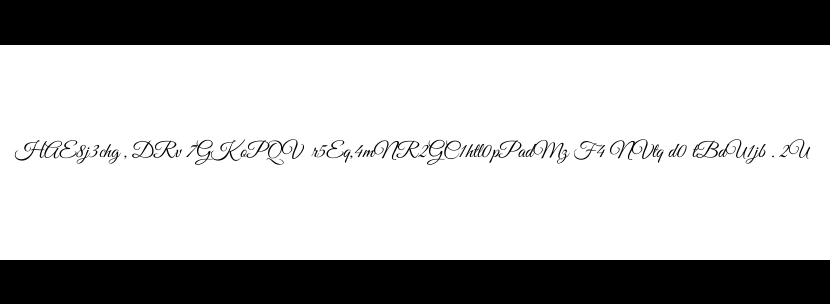 HAE8j3chg , DRv 7GKoPQV r5Eq,4mNR2GC1htl0pPadMz F4 NVtq d0 tBdU1jb . 2U